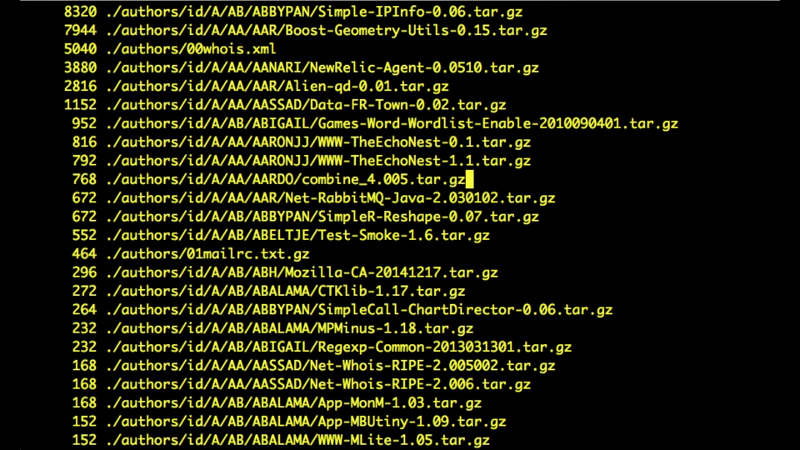 8320 ./authors/id/A/AB/ABBYPAN/Simple-IPInfo-0.06.tar.gz
7944 ./authors/id/A/AA/AAR/Boost-Geometry-Utils-0.15.tar.gz
5040 ./authors/00whois.xml
3880 ./authors/id/A/AA/AANARI/NewRelic-Agent-0.0510.tar.gz
2816 ./authors/id/A/AA/AAR/Alien-qd-0.01.tar.gz
1152 ./authors/id/A/AA/AASSAD/Data-FR-Town-0.02.tar.gz
952 ./authors/id/A/AB/ABIGAIL/Games-Word-Wordlist-Enable-2010090401.tar.gz
816 ./authors/id/A/AA/AARONJJ/WWW-TheEchoNest-0.1.tar.gz
792 ./authors/id/A/AA/AARONJJ/WWW-TheEchoNest-1.1.tar.gz
768 ./authors/id/A/AA/AARDO/combine_4.005.tar.gz
672 ./authors/id/A/AA/AAR/Net-RabbitMQ-Java-2.030102.tar.gz
672 ./authors/id/A/AB/ABBYPAN/SimpleR-Reshape-0.07.tar.gz
552 ./authors/id/A/AB/ABELTJE/Test-Smoke-1.6.tar.gz
464 ./authors/01mailrc.txt.gz
296 ./authors/id/A/AB/ABH/Mozilla-CA-20141217.tar.gz
272 ./authors/id/A/AB/ABALAMA/CTKlib-1.17.tar.gz
264 ./authors/id/A/AB/ABBYPAN/SimpleCall-ChartDirector-0.06.tar.gz
232 ./authors/id/A/AB/ABALAMA/MPMinus-1.18.tar.gz
232 ./authors/id/A/AB/ABIGAIL/Regexp-Common-2013031301.tar.gz
168 ./authors/id/A/AA/AASSAD/Net-Whois-RIPE-2.005002.tar.gz
168 ./authors/id/A/AA/AASSAD/Net-Whois-RIPE-2.006.tar.gz
168 ./authors/id/A/AB/ABALAMA/App-MonM-1.03.tar.gz
152 ./authors/id/A/AB/ABALAMA/App-MBUtiny-1.09.tar.gz
152 ./authors/id/A/AB/ABALAMA/WWW-MLite-1.05.tar.gz